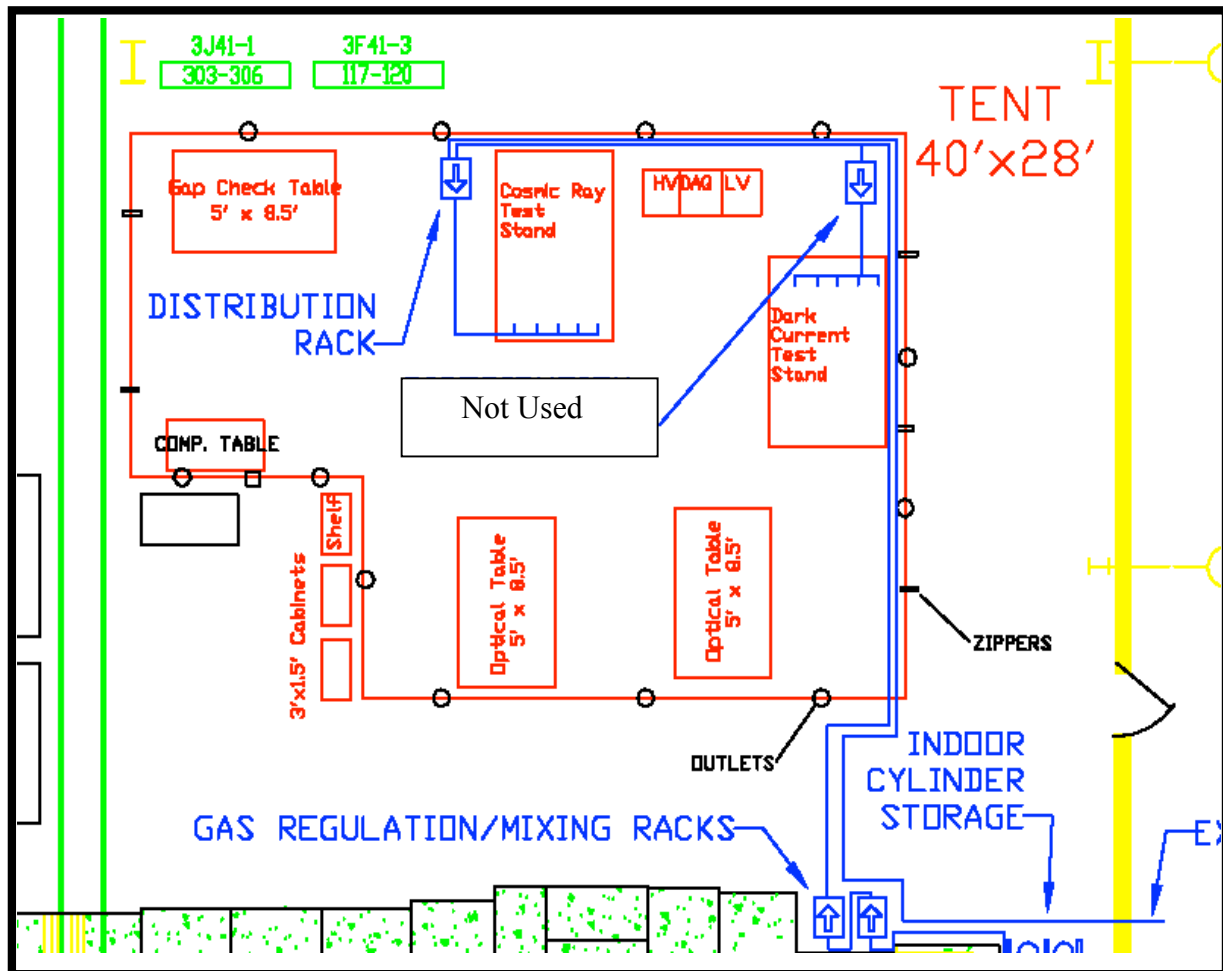 3J41-1
303-306
3F41-3
117-120
TENT
40'x28'
Gap Check Table
5' x 8.5'
Cosmic Ray
Test
Stand
HV
DAQ
LV
DISTRIBUTION
RACK
Dark
Current
Test
Stand
Not Used
COMP. TABLE
Shelf
3'x1.5' Cabinets
Optical Table
5' x 8.5'
Optical Table
5' x 8.5'
ZIPPERS
OUTLETS
INDOOR
CYLINDER
STORAGE
GAS REGULATION/MIXING RACKS